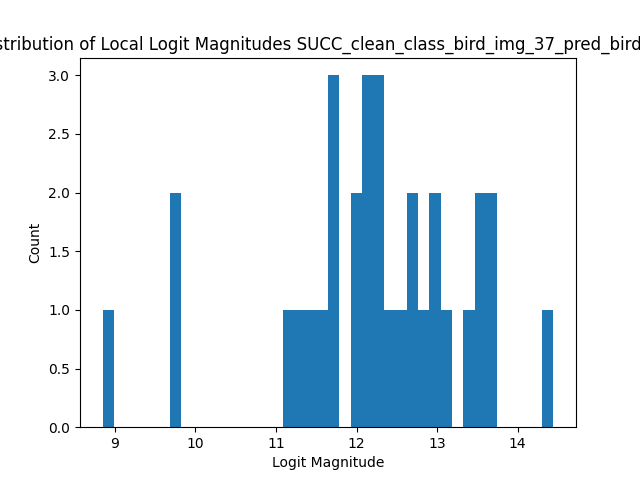 stribution of Local Logit Magnitudes SUCC_clean_class_bird_img_37_pred_bird
3.0
2.5
2.0
1.5
1.0
0.5
0.0
Count
9 10 11 12 13 14
Logit Magnitude